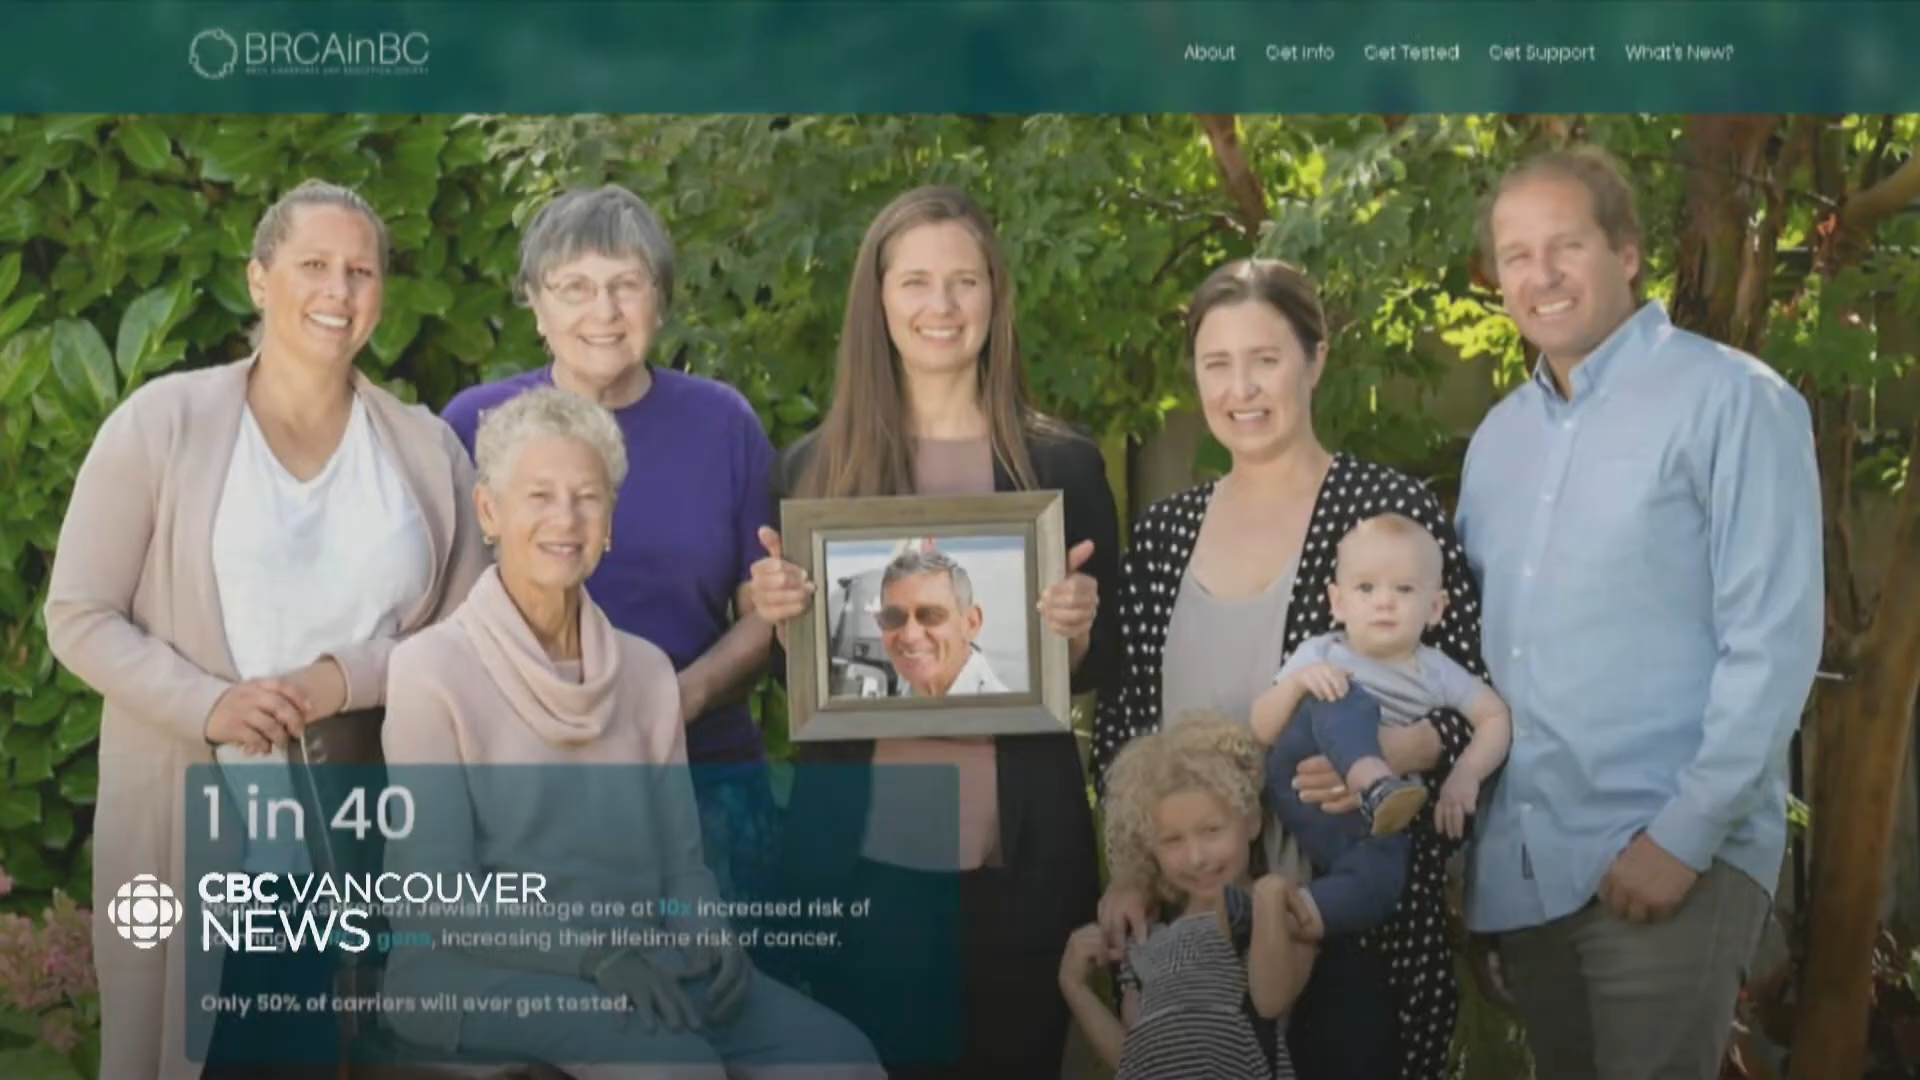 BRCAinBC
About Get Info Get Tested Get Support What's New?
1 in 40
CBC VANCOUVER
NEWS
Jewish heritage are at 10x increased risk of
gene, increasing their lifetime risk of cancer.
Only 50% of carriers will ever get tested.